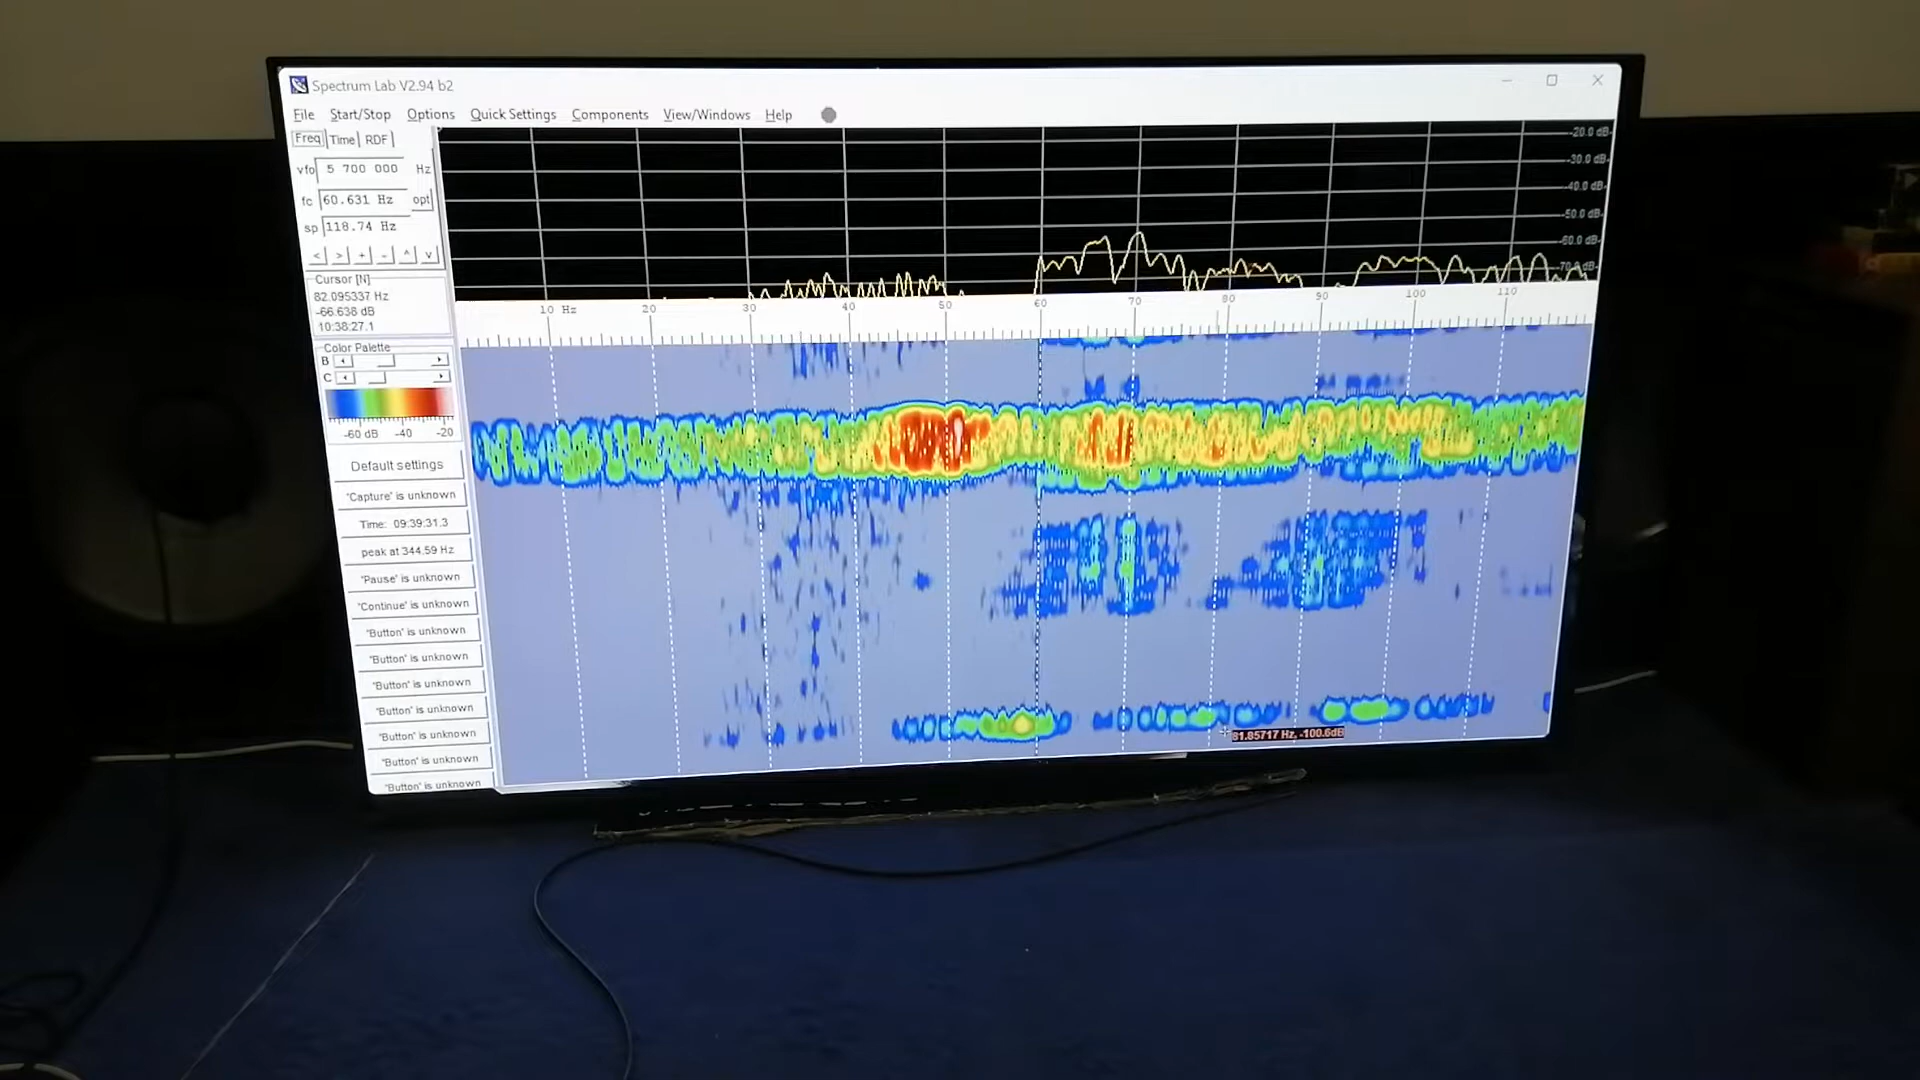 Spectrum Lab V2.94 b2
File Start/Stop Options Quick Settings Components View/Windows Help
Freq Time RDF
vfo 5 700 000 Hz
fc 60.631 Hz opt
sp 118.74 Hz
< > + - ^ v
Cursor [N]
82.095337 Hz
-66.638 dB
10:38:27.1
Color Palette
B
C
-60 dB -40 -20
Default settings
'Capture' is unknown
Time: 09:39:31.3
peak at 344.59 Hz
'Pause' is unknown
'Continue' is unknown
'Button' is unknown
'Button' is unknown
'Button' is unknown
'Button' is unknown
'Button' is unknown
'Button' is unknown
'Button' is unknown
-20.0 dB
-30.0 dB
-40.0 dB
-50.0 dB
-60.0 dB
-70.0 dB
10 Hz 20 30 40 50 60 70 80 90 100 110
81.85717 Hz, -100.6dB